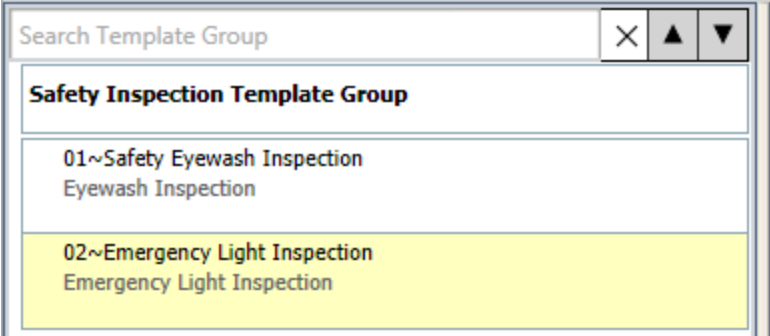 Search Template Group
Safety Inspection Template Group
01~Safety Eyewash Inspection
Eyewash Inspection
02~Emergency Light Inspection
Emergency Light Inspection